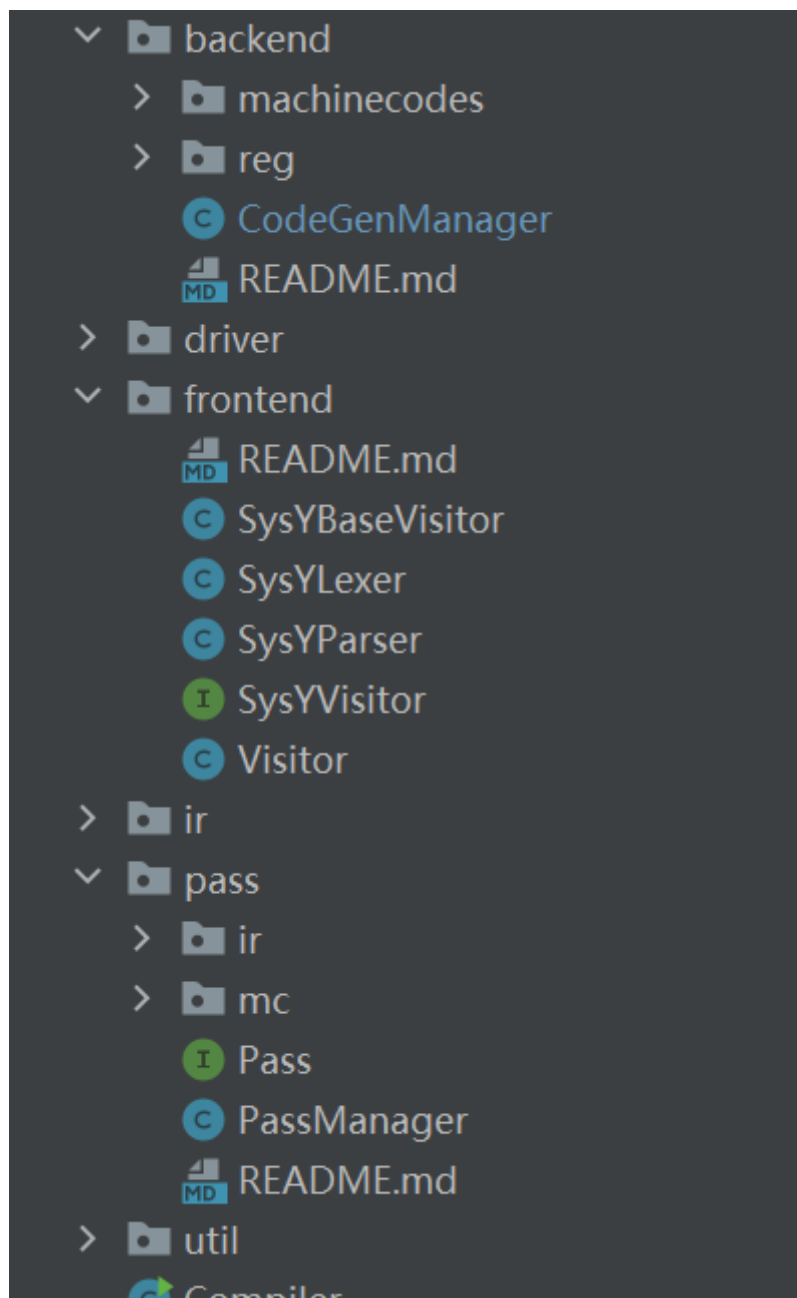 backend
machinecodes
reg
C CodeGenManager
MD README.md
driver
frontend
MD README.md
C SysYBaseVisitor
C SysYLexer
C SysYParser
I SysYVisitor
C Visitor
ir
pass
ir
mc
I Pass
C PassManager
MD README.md
util
Compiler